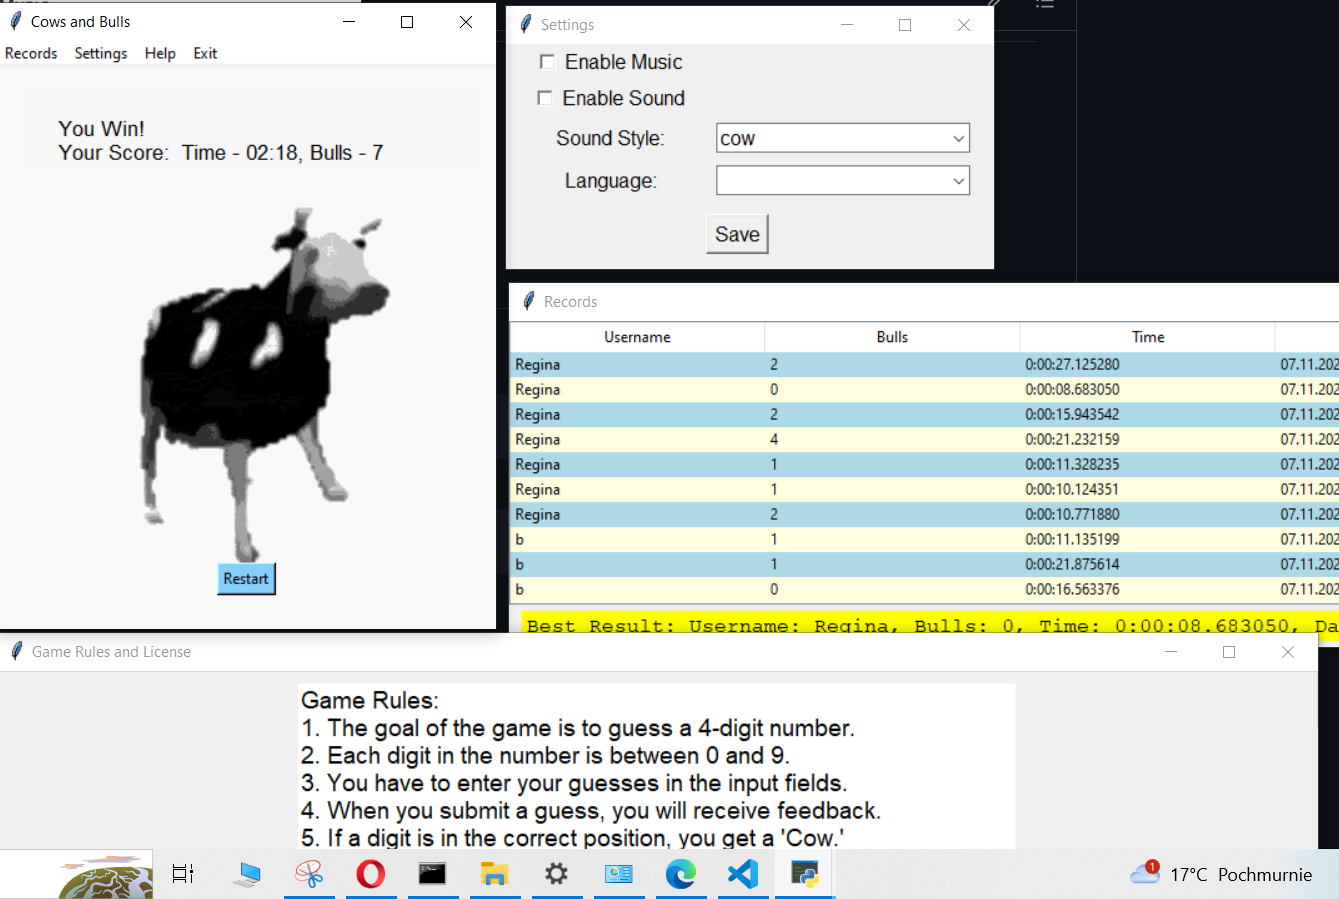 Cows and Bulls
Records Settings Help Exit
You Win!
Your Score: Time - 02:18, Bulls - 7
Restart
Settings
Enable Music
Enable Sound
Sound Style: cow
Language:
Save
Records
Username Bulls Time
Regina 2 0:00:27.125280 07.11.202
Regina 0 0:00:08.683050 07.11.202
Regina 2 0:00:15.943542 07.11.202
Regina 4 0:00:21.232159 07.11.202
Regina 1 0:00:11.328235 07.11.202
Regina 1 0:00:10.124351 07.11.202
Regina 2 0:00:10.771880 07.11.202
b 1 0:00:11.135199 07.11.202
b 1 0:00:21.875614 07.11.202
b 0 0:00:16.563376 07.11.202
Best Result: Username: Regina, Bulls: 0, Time: 0:00:08.683050, Da
Game Rules and License
Game Rules:
1. The goal of the game is to guess a 4-digit number.
2. Each digit in the number is between 0 and 9.
3. You have to enter your guesses in the input fields.
4. When you submit a guess, you will receive feedback.
5. If a digit is in the correct position, you get a 'Cow.'
1 17°C Pochmurnie